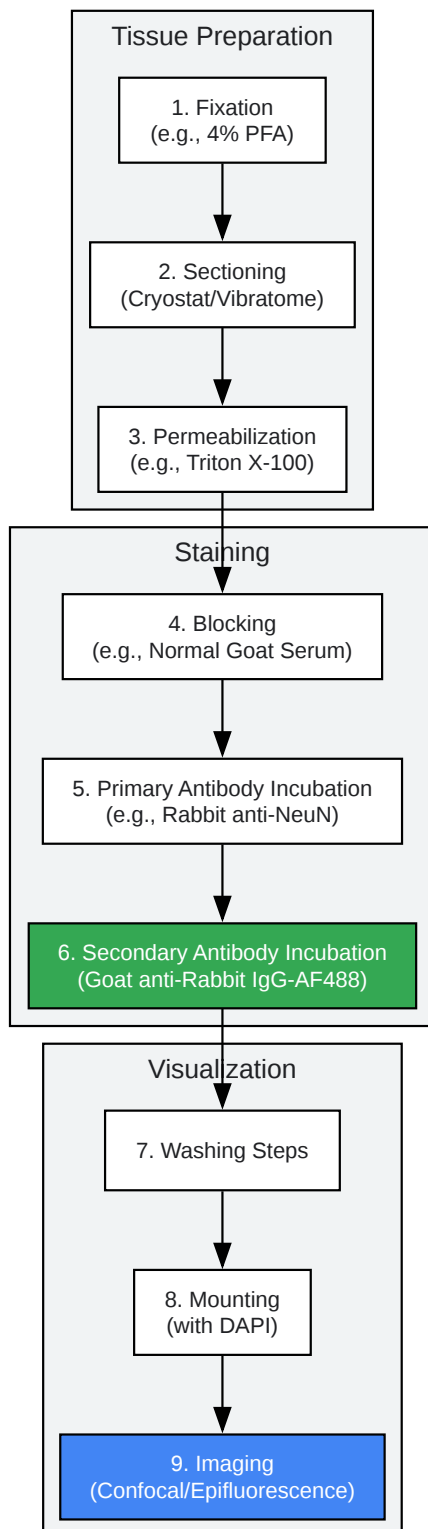 Tissue Preparation
1. Fixation
(e.g., 4% PFA)
2. Sectioning
(Cryostat/Vibratome)
3. Permeabilization
(e.g., Triton X-100)
Staining
4. Blocking
(e.g., Normal Goat Serum)
5. Primary Antibody Incubation
(e.g., Rabbit anti-NeuN)
6. Secondary Antibody Incubation
(Goat anti-Rabbit IgG-AF488)
Visualization
7. Washing Steps
8. Mounting
(with DAPI)
9. Imaging
(Confocal/Epifluorescence)